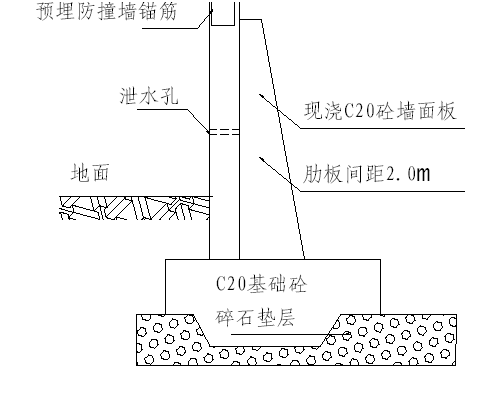 预埋防撞墙锚筋
泄水孔
现浇C20砼墙面板
地面
肋板间距2.0m
C20基础砼
碎石垫层